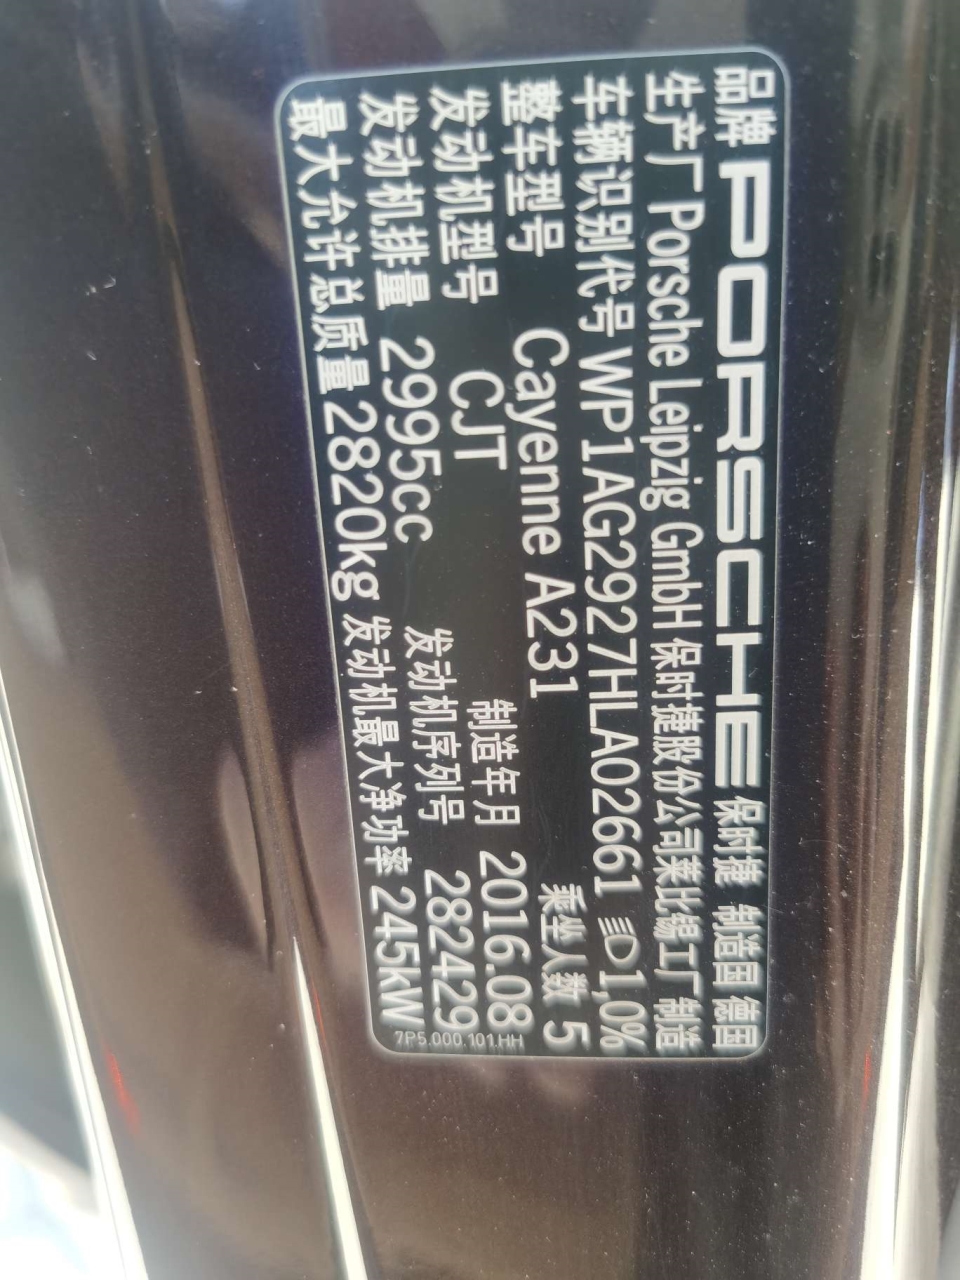 品牌 PORSCHE 保时捷 制造国 德国
生产厂 Porsche Leipzig GmbH 保时捷股份公司莱比锡工厂制造
车辆识别代号 WP1AG2927HLA02661 1,0%
整车型号 Cayenne A231 乘坐人数 5
发动机型号 CJT 制造年月 2016.08
发动机排量 2995cc 发动机序列号 282429
最大允许总质量 2820kg 发动机最大净功率 245kW
7P5.000.101.HH